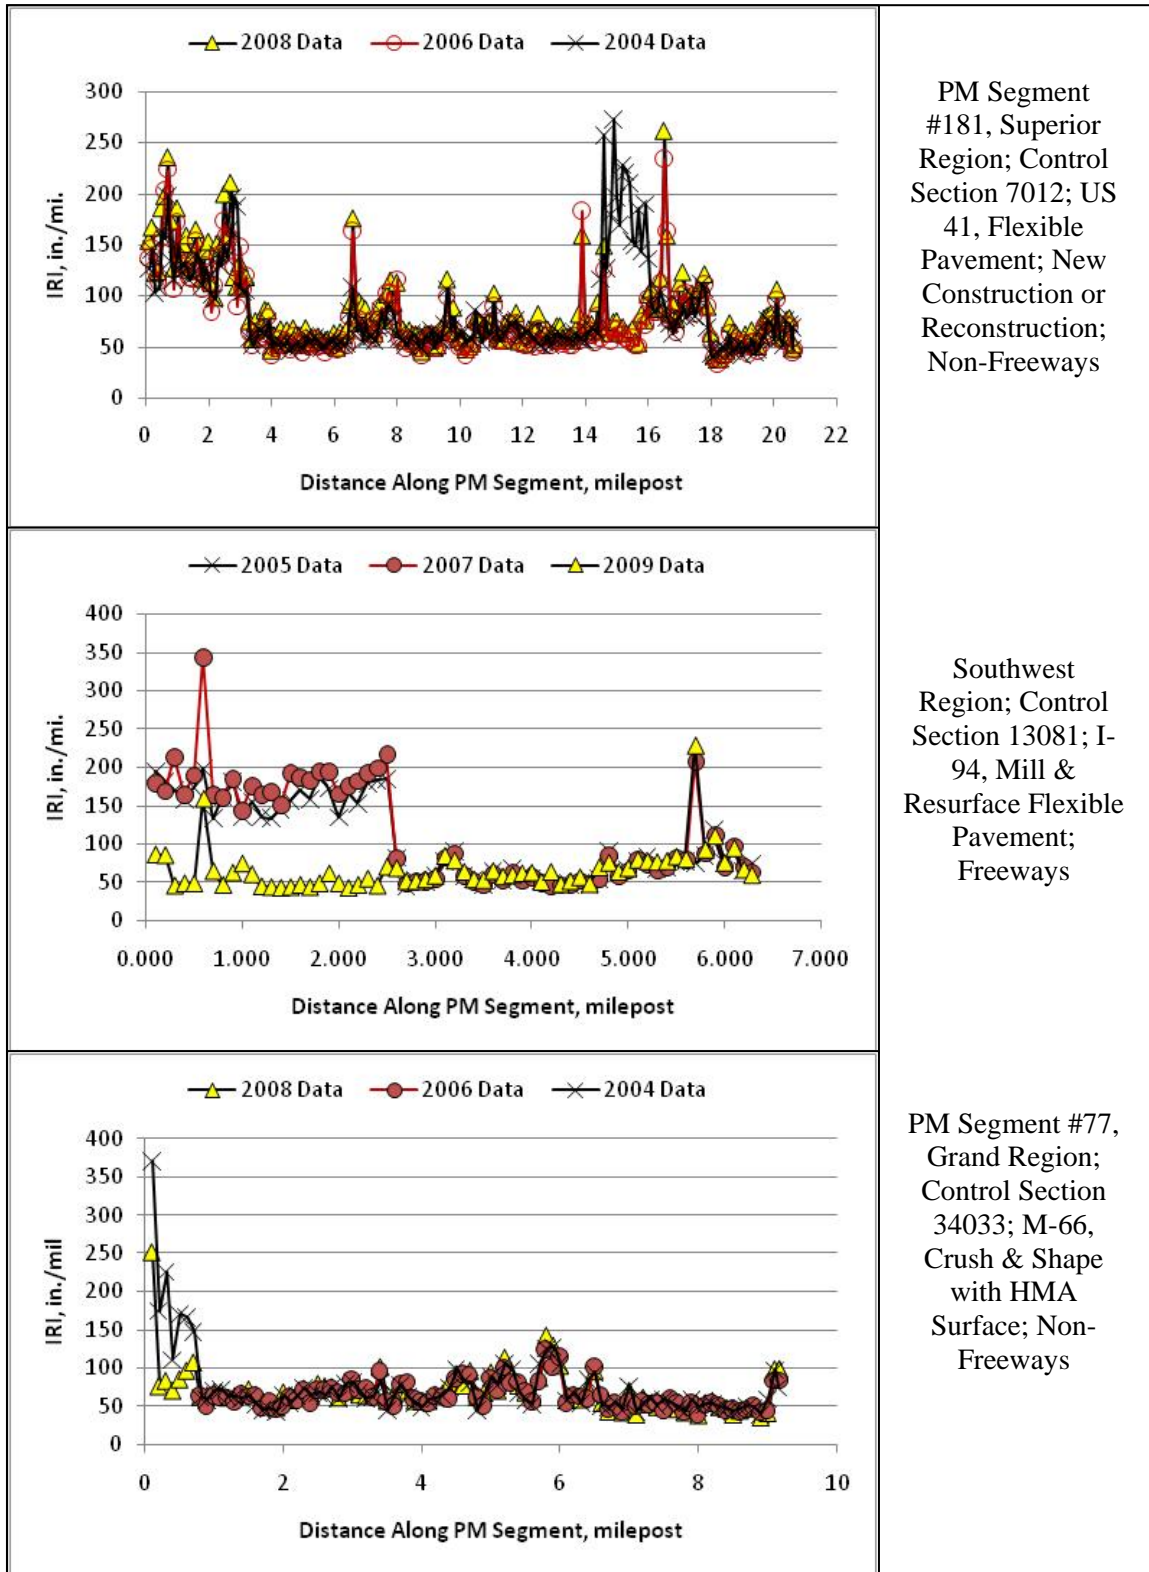 2008 Data 2006 Data 2004 Data
300
250
200
150
100
50
0
IRI, in./mi.
0 2 4 6 8 10 12 14 16 18 20 22
Distance Along PM Segment, milepost
PM Segment
#181, Superior
Region; Control
Section 7012; US
41, Flexible
Pavement; New
Construction or
Reconstruction;
Non-Freeways
2005 Data 2007 Data 2009 Data
400
350
300
250
200
150
100
50
0
IRI, in./mi.
0.000 1.000 2.000 3.000 4.000 5.000 6.000 7.000
Distance Along PM Segment, milepost
Southwest
Region; Control
Section 13081; I-
94, Mill &
Resurface Flexible
Pavement;
Freeways
2008 Data 2006 Data 2004 Data
400
350
300
250
200
150
100
50
0
IRI, in./mil
0 2 4 6 8 10
Distance Along PM Segment, milepost
PM Segment #77,
Grand Region;
Control Section
34033; M-66,
Crush & Shape
with HMA
Surface; Non-
Freeways